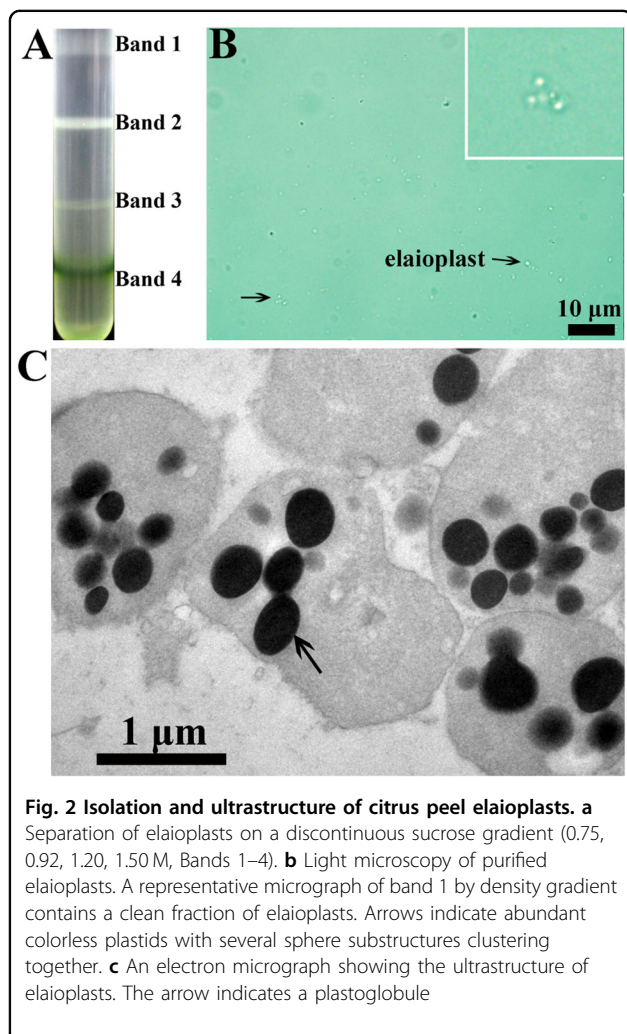 A
Band 1
Band 2
Band 3
Band 4
B
elaioplast
10 µm
C
1 µm
Fig. 2 Isolation and ultrastructure of citrus peel elaioplasts. a
Separation of elaioplasts on a discontinuous sucrose gradient (0.75,
0.92, 1.20, 1.50 M, Bands 1–4). b Light microscopy of purified
elaioplasts. A representative micrograph of band 1 by density gradient
contains a clean fraction of elaioplasts. Arrows indicate abundant
colorless plastids with several sphere substructures clustering
together. c An electron micrograph showing the ultrastructure of
elaioplasts. The arrow indicates a plastoglobule